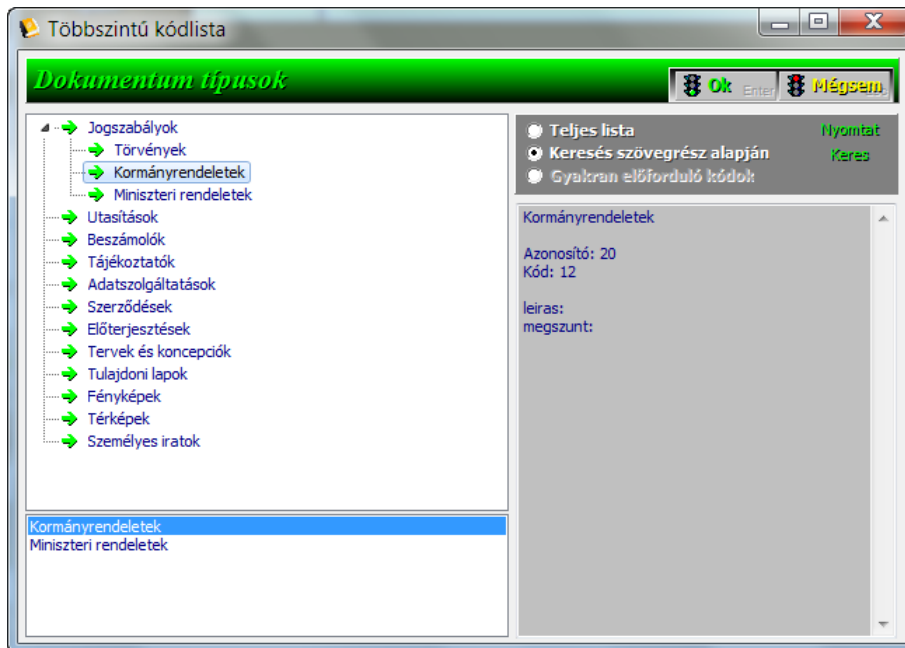 Többszintű kódlista
Dokumentum típusok
Ok Enter Mégsem
Jogszabályok
Törvények
Kormányrendeletek
Miniszteri rendeletek
Utasítások
Beszámolók
Tájékoztatók
Adatszolgáltatások
Szerződések
Előterjesztések
Tervek és koncepciók
Tulajdoni lapok
Fényképek
Térképek
Személyes iratok
Kormányrendeletek
Miniszteri rendeletek
Teljes lista Nyomtat
Keresés szövegrész alapján Keres
Gyakran előforduló kódok
Kormányrendeletek
Azonosító: 20
Kód: 12
leiras:
megszunt: